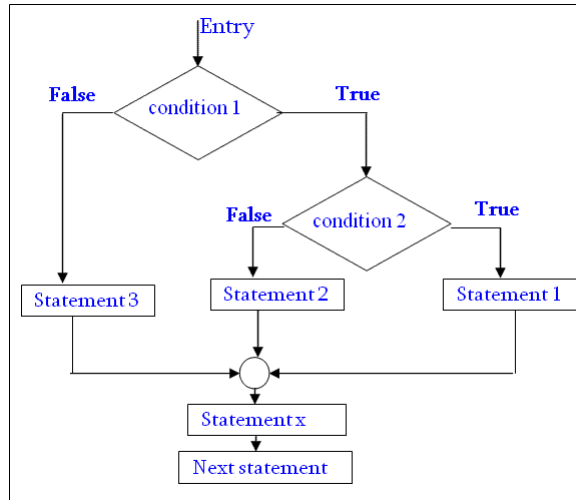 Entry
False
condition 1
True
False
condition 2
True
Statement 3
Statement 2
Statement 1
Statement x
Next statement